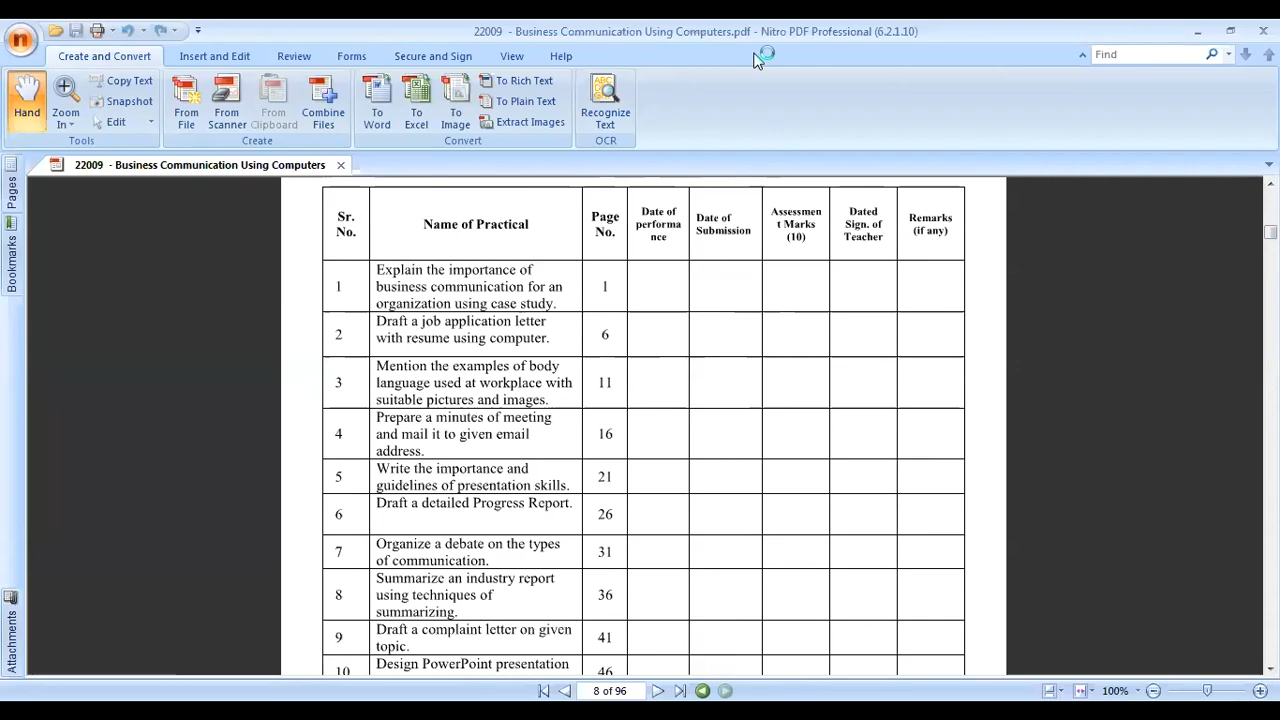 22009 - Business Communication Using Computers.pdf - Nitro PDF Professional (6.2.1.10)
Create and Convert Insert and Edit Review Forms Secure and Sign View Help Find
Hand
Zoom
In
Copy Text
Snapshot
Edit
Tools
From
File
From
Scanner
From
Clipboard
Combine
Files
Create
To
Word
To
Excel
To
Image
To Rich Text
To Plain Text
Extract Images
Convert
ABC
Recognize
Text
OCR
22009 - Business Communication Using Computers
Pages
Bookmarks
Attachments
Sr.
No.
Name of Practical
Page
No.
Date of
performa
nce
Date of
Submission
Assessmen
t Marks
(10)
Dated
Sign. of
Teacher
Remarks
(if any)
1
Explain the importance of
business communication for an
organization using case study.
1
2
Draft a job application letter
with resume using computer.
6
3
Mention the examples of body
language used at workplace with
suitable pictures and images.
11
4
Prepare a minutes of meeting
and mail it to given email
address.
16
5
Write the importance and
guidelines of presentation skills.
21
6
Draft a detailed Progress Report.
26
7
Organize a debate on the types
of communication.
31
8
Summarize an industry report
using techniques of
summarizing.
36
9
Draft a complaint letter on given
topic.
41
10
Design PowerPoint presentation
46
8 of 96
100%